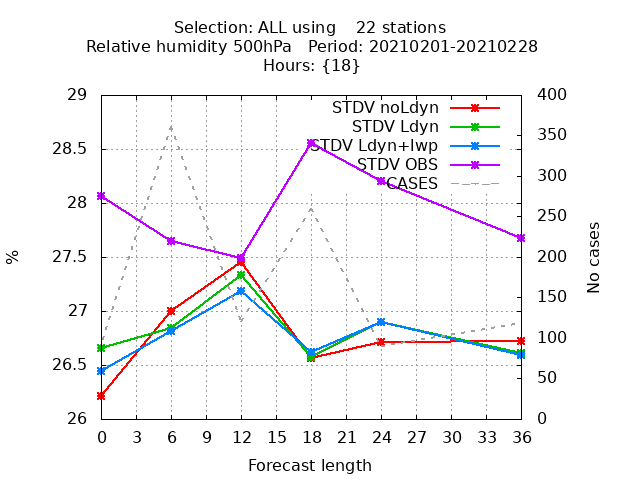 Selection: ALL using    22 stations
Relative humidity 500hPa   Period: 20210201-20210228
Hours: {18}
29
28.5
28
27.5
27
26.5
26
400
350
300
250
200
150
100
50
0
STDV noLdyn
STDV Ldyn
STDV Ldyn+lwp
STDV OBS
CASES
%
No cases
0 3 6 9 12 15 18 21 24 27 30 33 36
Forecast length